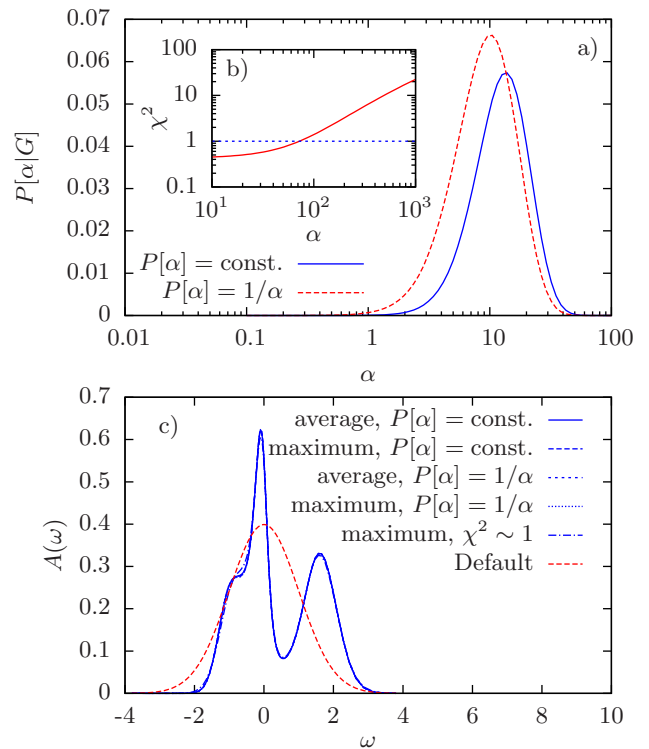 0.07
0.06
0.05
0.04
0.03
0.02
0.01
0
P[α|G]
a)
b)
100
10
1
0.1
χ²
10¹ 10² 10³
α
P[α] = const.
P[α] = 1/α
0.01 0.1 1 10 100
α
0.7
0.6
0.5
0.4
0.3
0.2
0.1
0
A(ω)
c)
average, P[α] = const.
maximum, P[α] = const.
average, P[α] = 1/α
maximum, P[α] = 1/α
maximum, χ² ∼ 1
Default
-4 -2 0 2 4 6 8 10
ω